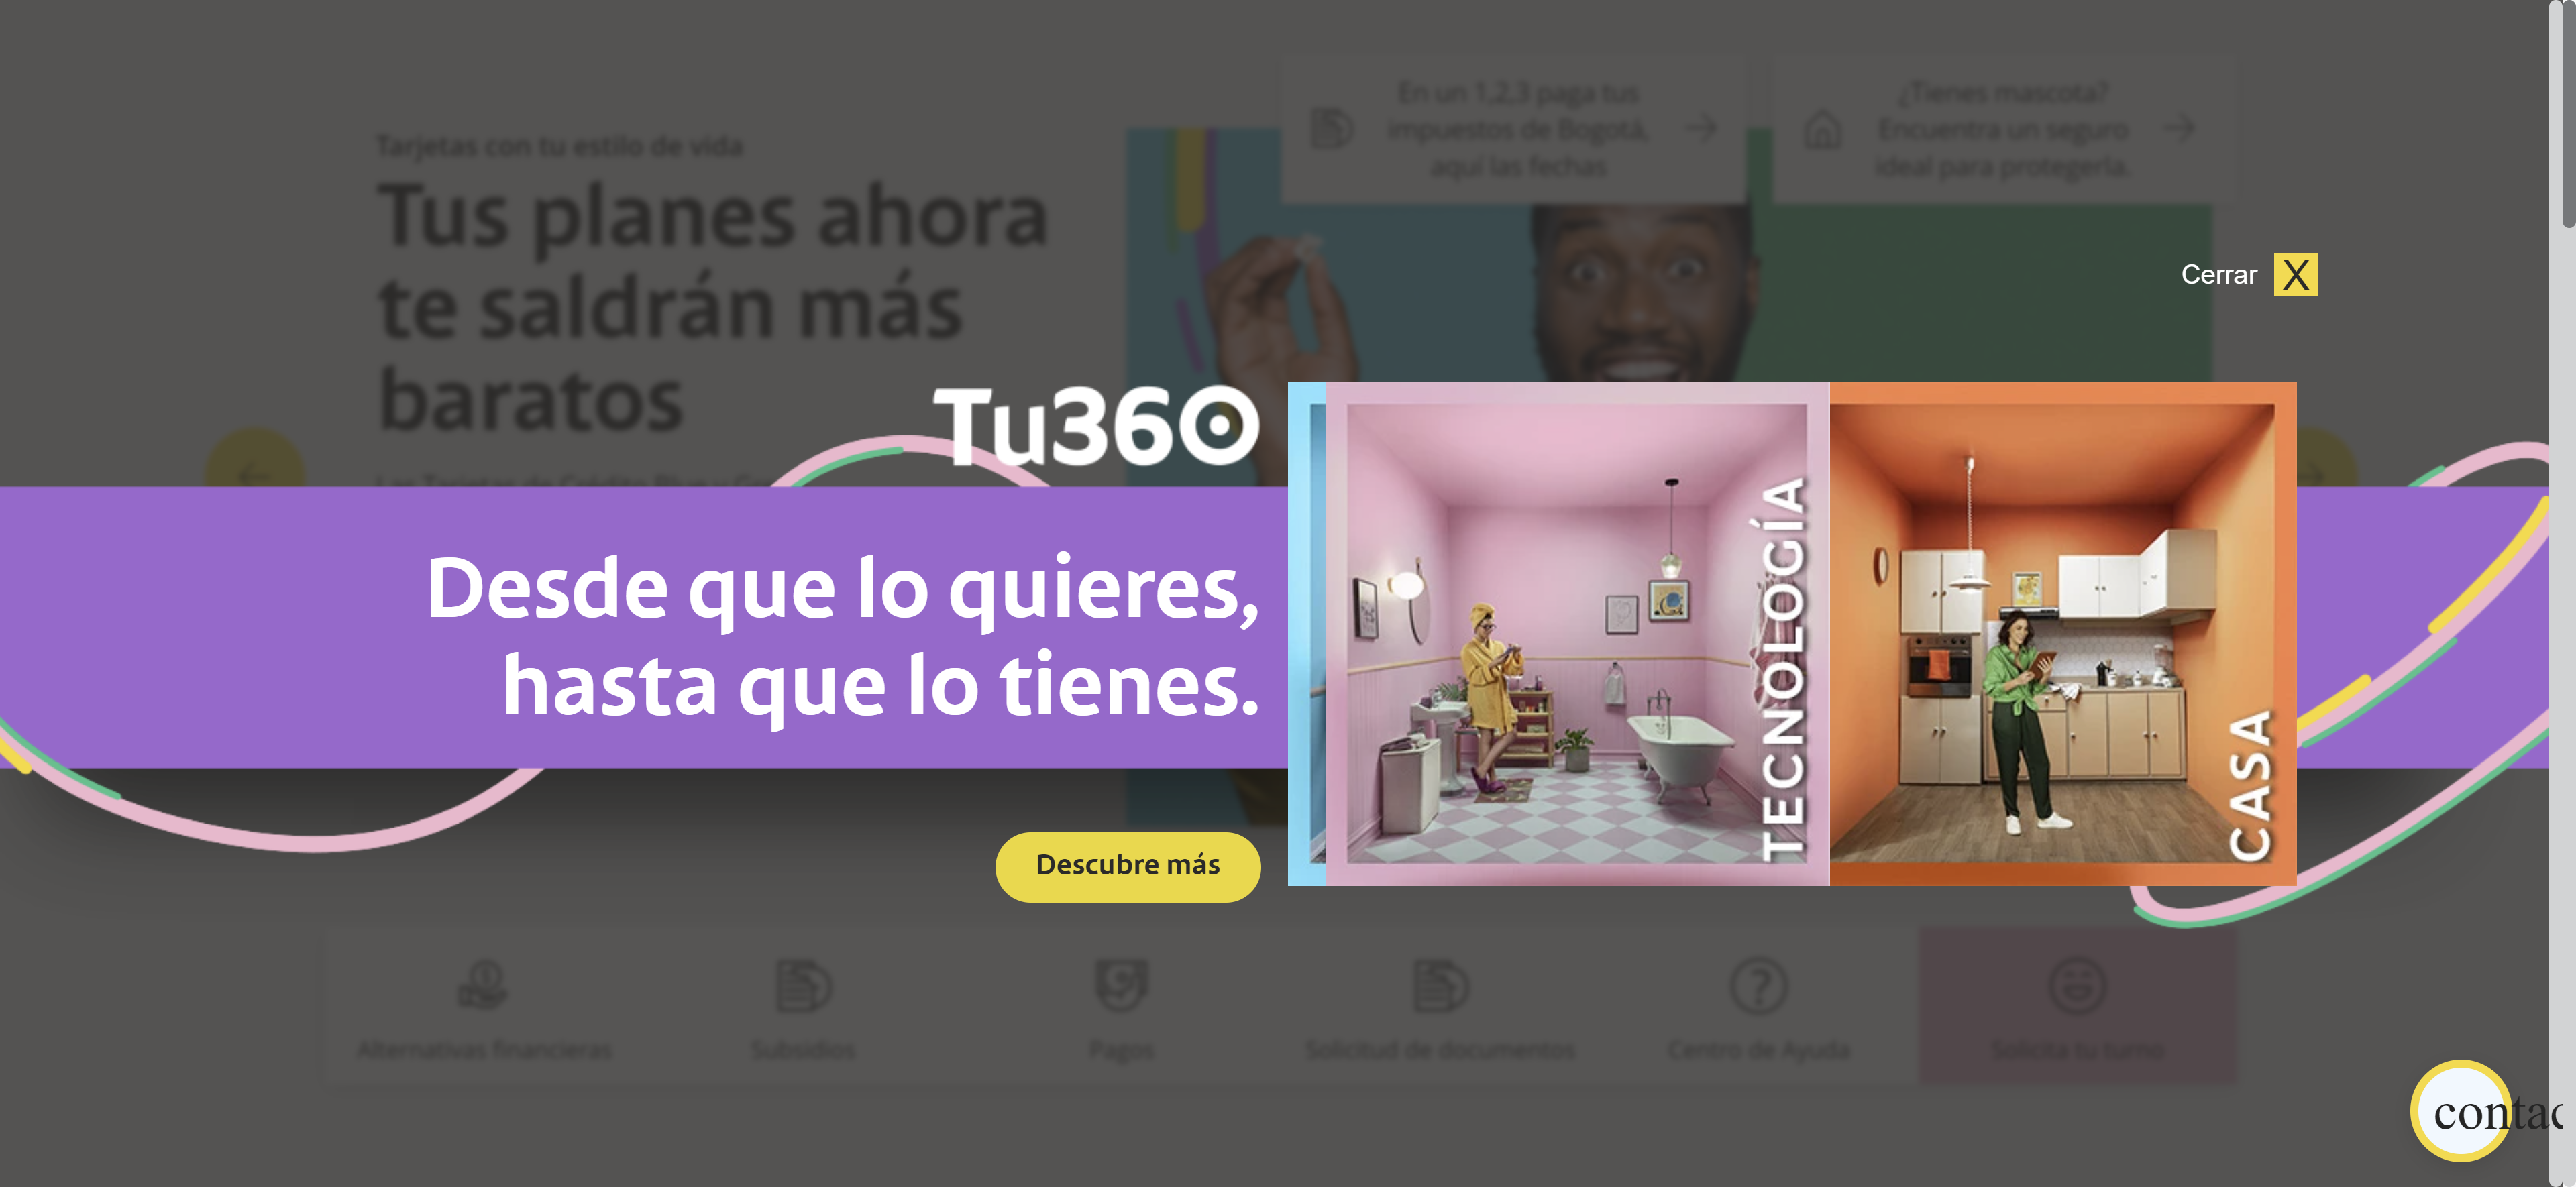 En un 1,2,3 paga tus
impuestos de Bogotá,
aquí las fechas
¿Tienes mascota?
Encuentra un seguro
ideal para protegerla.
Tarjetas con tu estilo de vida
Tus planes ahora
te saldrán más
baratos
Cerrar X
Tu360
Desde que lo quieres,
hasta que lo tienes.
TECNOLOGÍA
CASA
Descubre más
Alternativas financieras
Subsidios
Pagos
Solicitud de documentos
Centro de Ayuda
Solicita tu turno